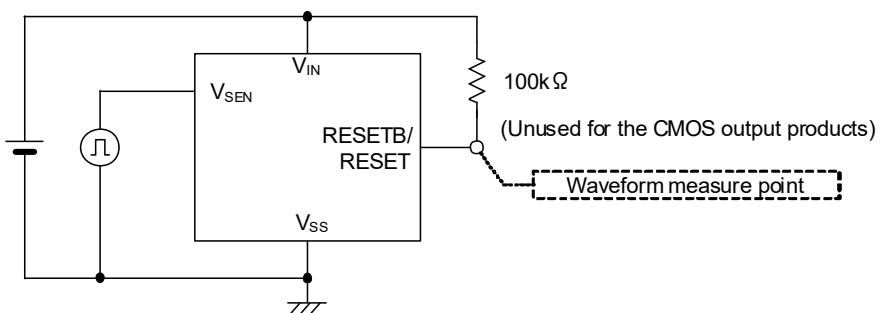 V_IN
V_SEN
100kΩ
(Unused for the CMOS output products)
RESETB/
RESET
Waveform measure point
V_SS